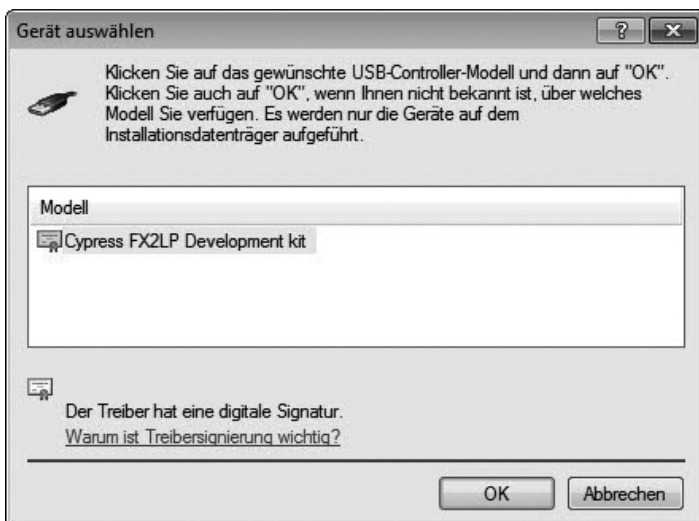 Gerät auswählen
Klicken Sie auf das gewünschte USB-Controller-Modell und dann auf "OK".
Klicken Sie auch auf "OK", wenn Ihnen nicht bekannt ist, über welches
Modell Sie verfügen. Es werden nur die Geräte auf dem
Installationsdatenträger aufgeführt.
Modell
Cypress FX2LP Development kit
Der Treiber hat eine digitale Signatur.
Warum ist Treibersignierung wichtig?
OK Abbrechen